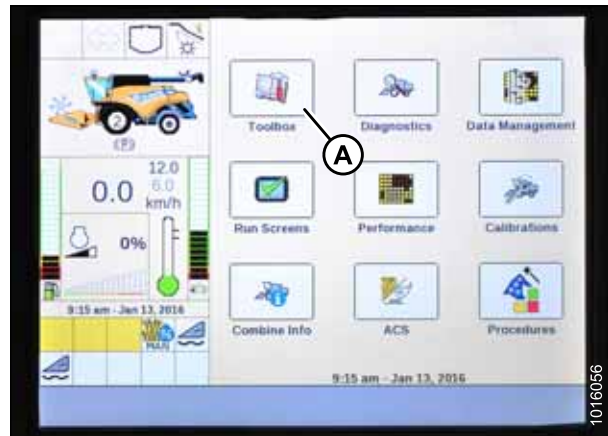 12.0
0.0
6.0
km/h
0%
9:15 am - Jan 13, 2016
MAN
Toolbox
Diagnostics
Data Management
A
Run Screens
Performance
Calibrations
Combine Info
ACS
Procedures
9:15 am - Jan 13, 2016
1016056